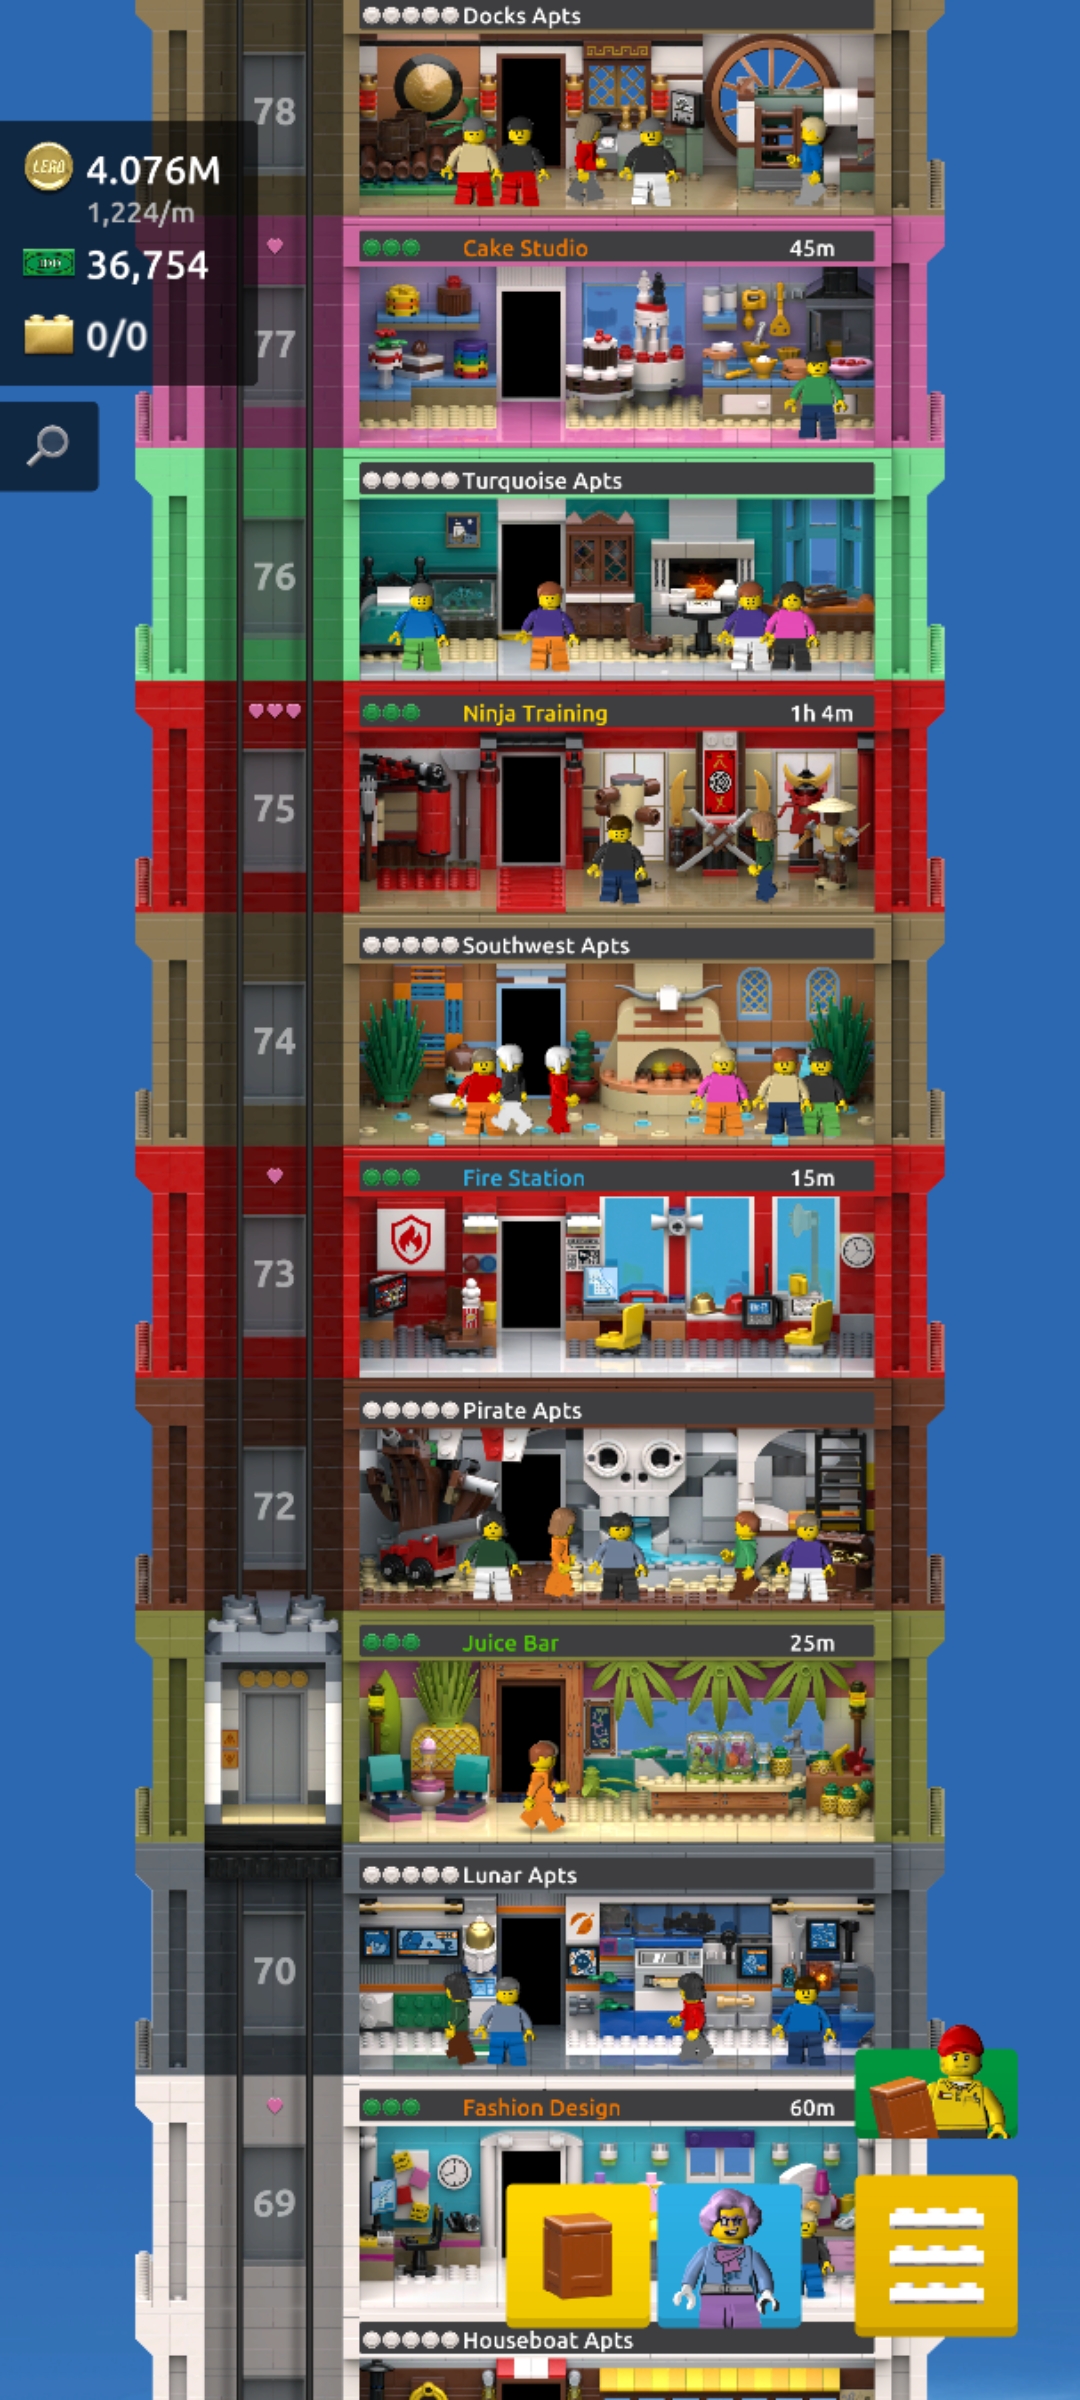 Docks Apts
78
LEGO
4.076M
1,224/m
36,754
0/0
Cake Studio 45m
77
Turquoise Apts
76
Ninja Training 1h 4m
75
Southwest Apts
74
Fire Station 15m
73
Pirate Apts
72
Juice Bar 25m
Lunar Apts
70
Fashion Design 60m
69
Houseboat Apts